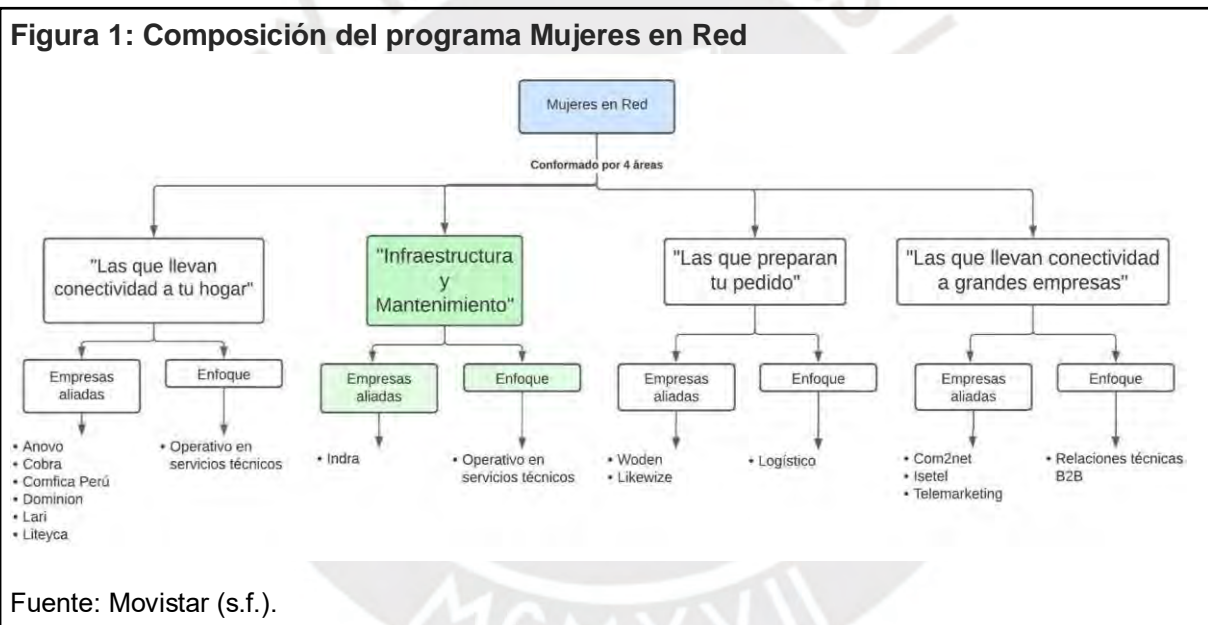 Figura 1: Composición del programa Mujeres en Red
Mujeres en Red
Conformado por 4 áreas
"Las que llevan
conectividad a tu hogar"
"Infraestructura
y
Mantenimiento"
"Las que preparan
tu pedido"
"Las que llevan conectividad
a grandes empresas"
Empresas
aliadas
Enfoque
Empresas
aliadas
Enfoque
Empresas
aliadas
Enfoque
Empresas
aliadas
Enfoque
• Anovo
• Cobra
• Comfica Perú
• Dominion
• Lari
• Liteyca
• Operativo en
servicios técnicos
• Indra
• Operativo en
servicios técnicos
• Woden
• Likewize
• Logístico
• Com2net
• Isetel
• Telemarketing
• Relaciones técnicas
B2B
Fuente: Movistar (s.f.).
MCMXVII